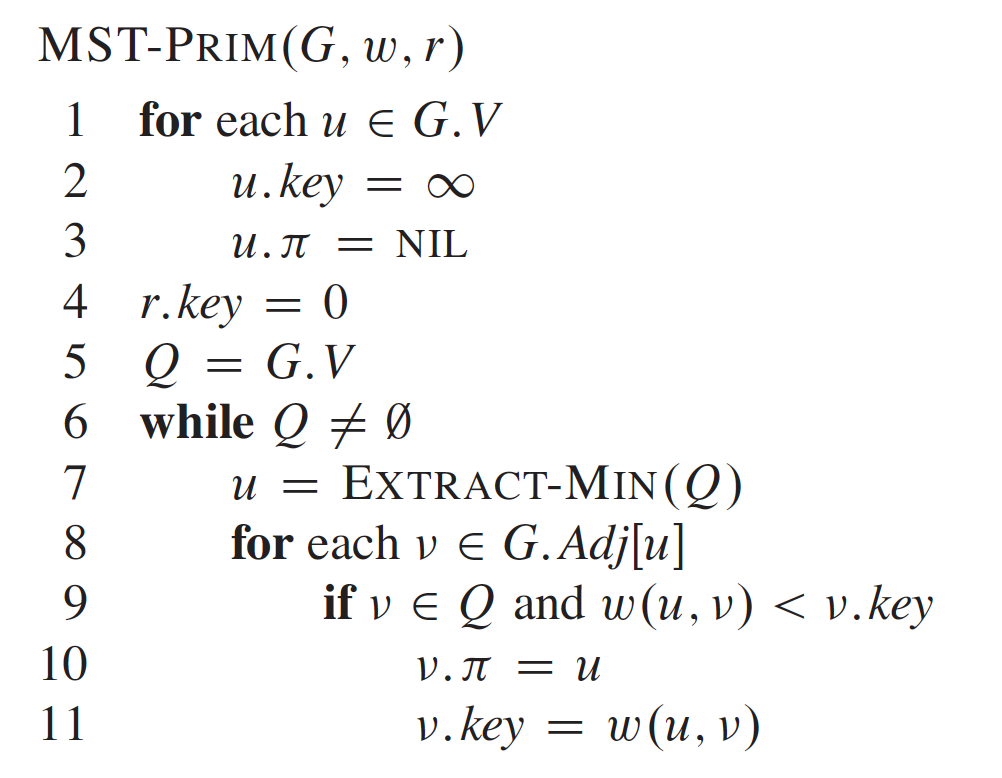 MST-PRIM(G, w, r)
1 for each u ∈ G.V
2 u.key = ∞
3 u.π = NIL
4 r.key = 0
5 Q = G.V
6 while Q ≠ ∅
7 u = EXTRACT-MIN(Q)
8 for each v ∈ G.Adj[u]
9 if v ∈ Q and w(u, v) < v.key
10 v.π = u
11 v.key = w(u, v)